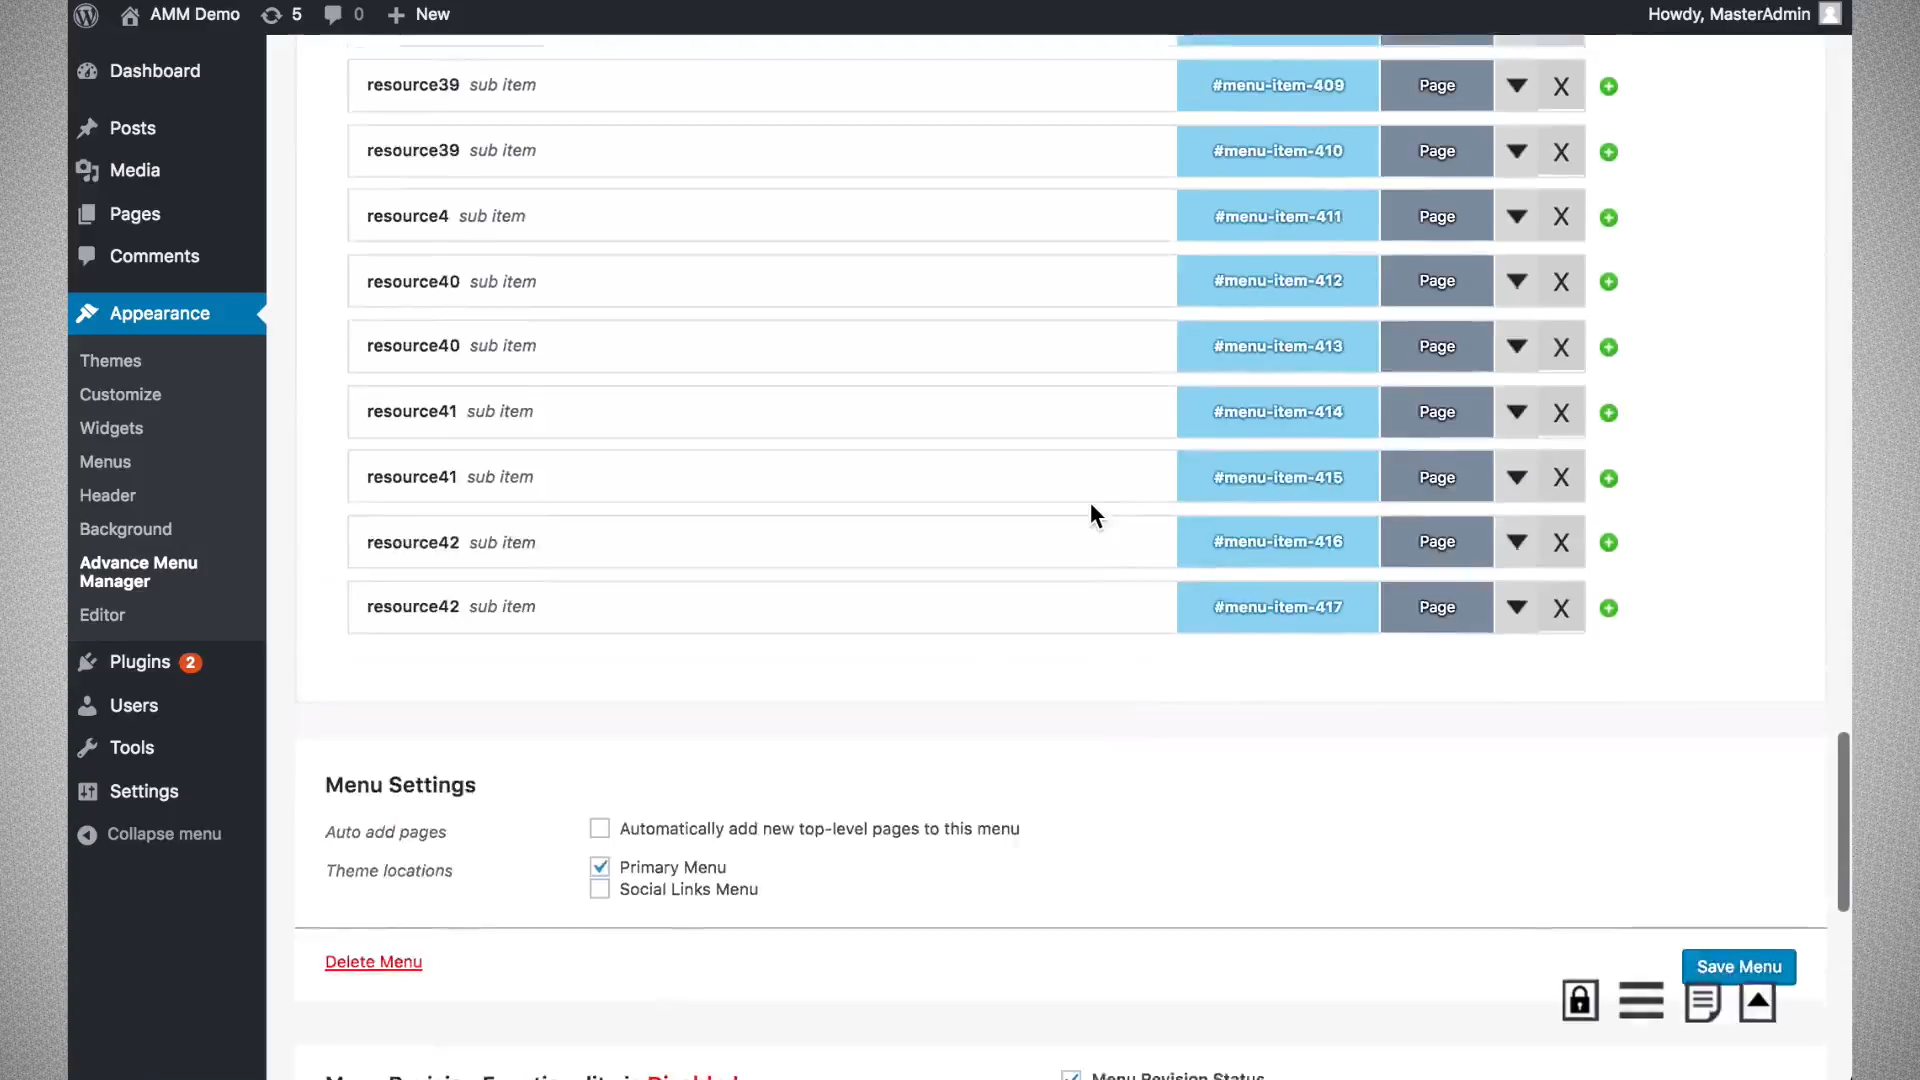 AMM Demo 5 0 New Howdy, MasterAdmin
Dashboard
Posts
Media
Pages
Comments
Appearance
Themes
Customize
Widgets
Menus
Header
Background
Advance Menu
Manager
Editor
Plugins 2
Users
Tools
Settings
Collapse menu
resource39 sub item #menu-item-409 Page X
resource39 sub item #menu-item-410 Page X
resource4 sub item #menu-item-411 Page X
resource40 sub item #menu-item-412 Page X
resource40 sub item #menu-item-413 Page X
resource41 sub item #menu-item-414 Page X
resource41 sub item #menu-item-415 Page X
resource42 sub item #menu-item-416 Page X
resource42 sub item #menu-item-417 Page X
Menu Settings
Auto add pages Automatically add new top-level pages to this menu
Theme locations Primary Menu
Social Links Menu
Delete Menu Save Menu
Menu Revision Status